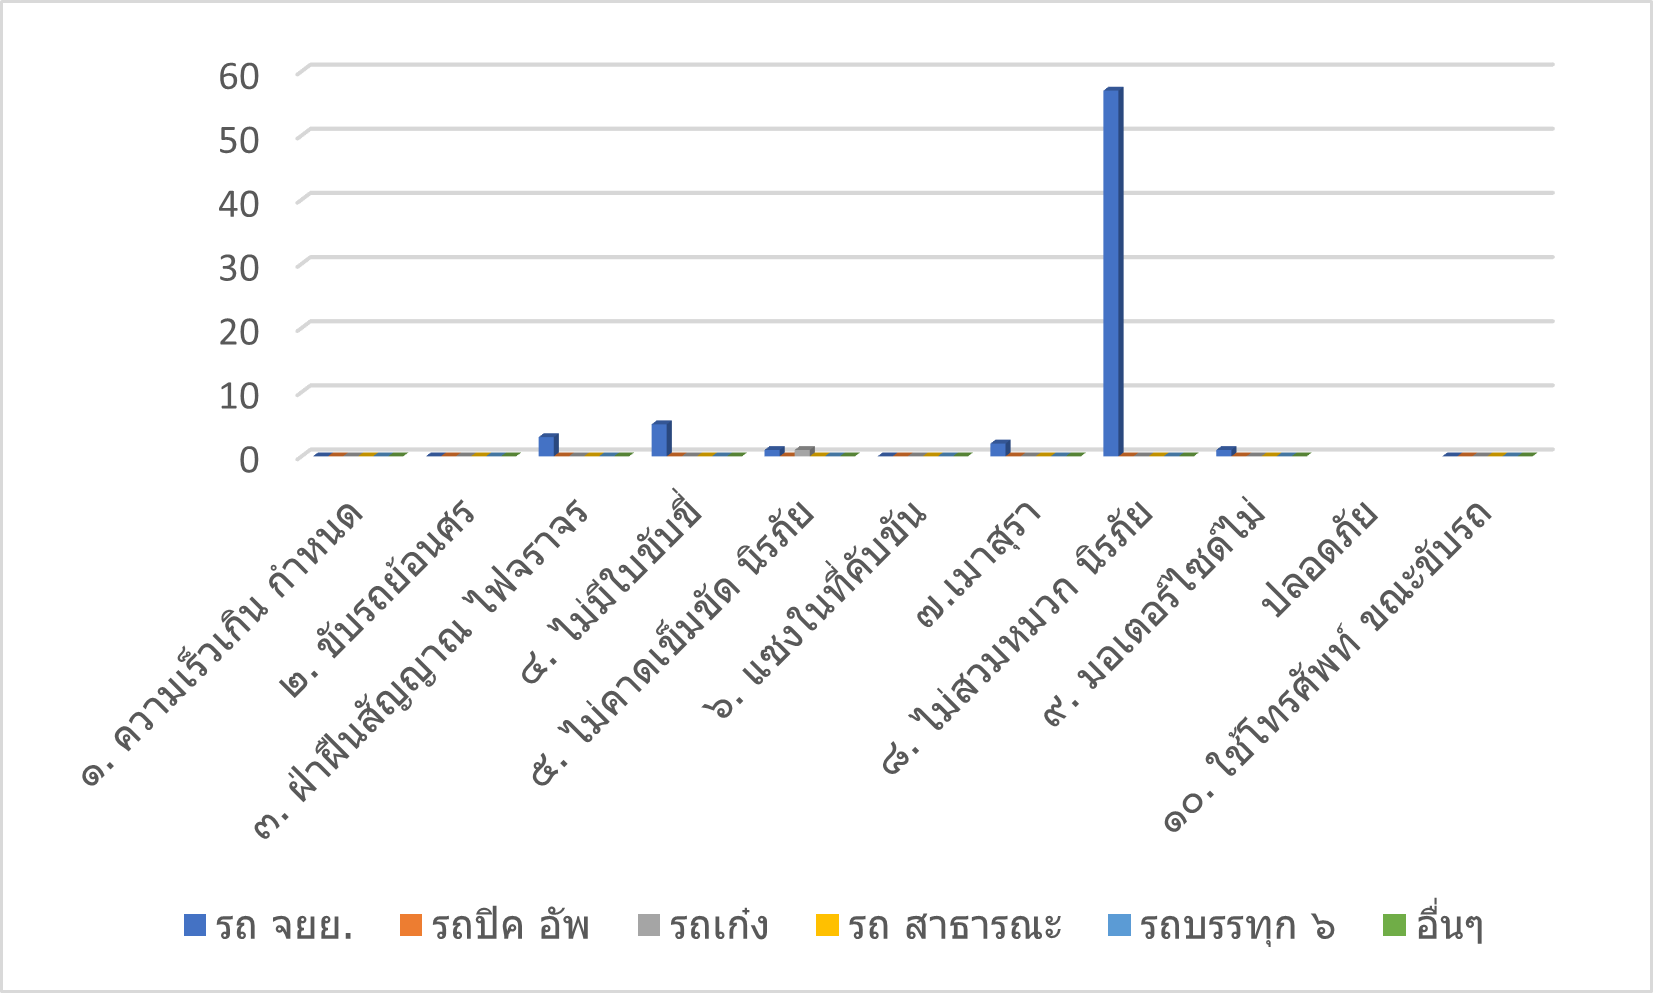 60
50
40
30
20
10
0
๑. ความเร็วเกิน กำหนด
๒. ขับรถย้อนศร
๓. ฝ่าฝืนสัญญาณ ไฟจราจร
๔. ไม่มีใบขับขี่
๕. ไม่คาดเข็มขัด นิรภัย
๖. แซงในที่คับขัน
๗.เมาสุรา
๘. ไม่สวมหมวก นิรภัย
๙. มอเตอร์ไซด์ไม่
ปลอดภัย
๑๐. ใช้โทรศัพท์ ขณะขับรถ
รถ จยย. รถปิค อัพ รถเก๋ง รถ สาธารณะ รถบรรทุก ๖ อื่นๆ